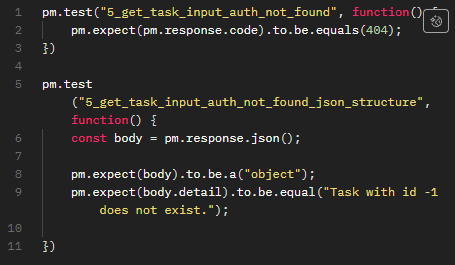 1 pm.test("5_get_task_input_auth_not_found", function() {
2 pm.expect(pm.response.code).to.be.equals(404);
3 })
4
5 pm.test
("5_get_task_input_auth_not_found_json_structure",
function() {
6 const body = pm.response.json();
7
8 pm.expect(body).to.be.a("object");
9 pm.expect(body.detail).to.be.equal("Task with id -1
does not exist.");
10
11 })